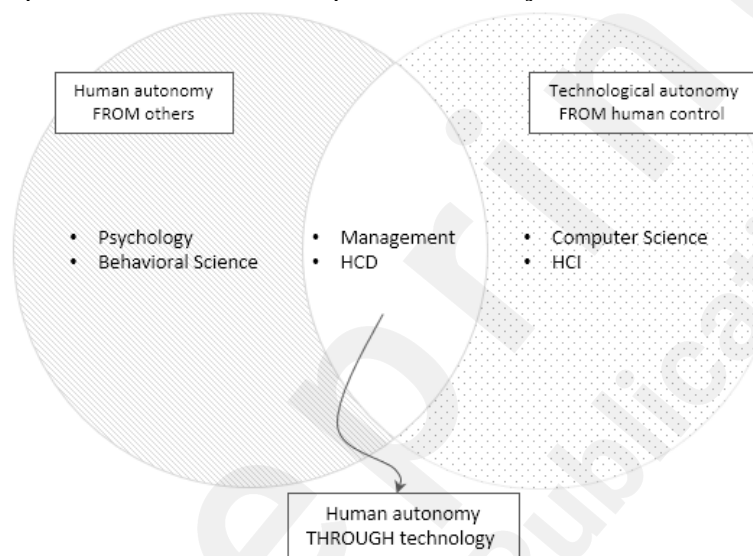 Human autonomy
FROM others
Technological autonomy
FROM human control
• Psychology
• Behavioral Science
• Management
• HCD
• Computer Science
• HCI
Human autonomy
THROUGH technology